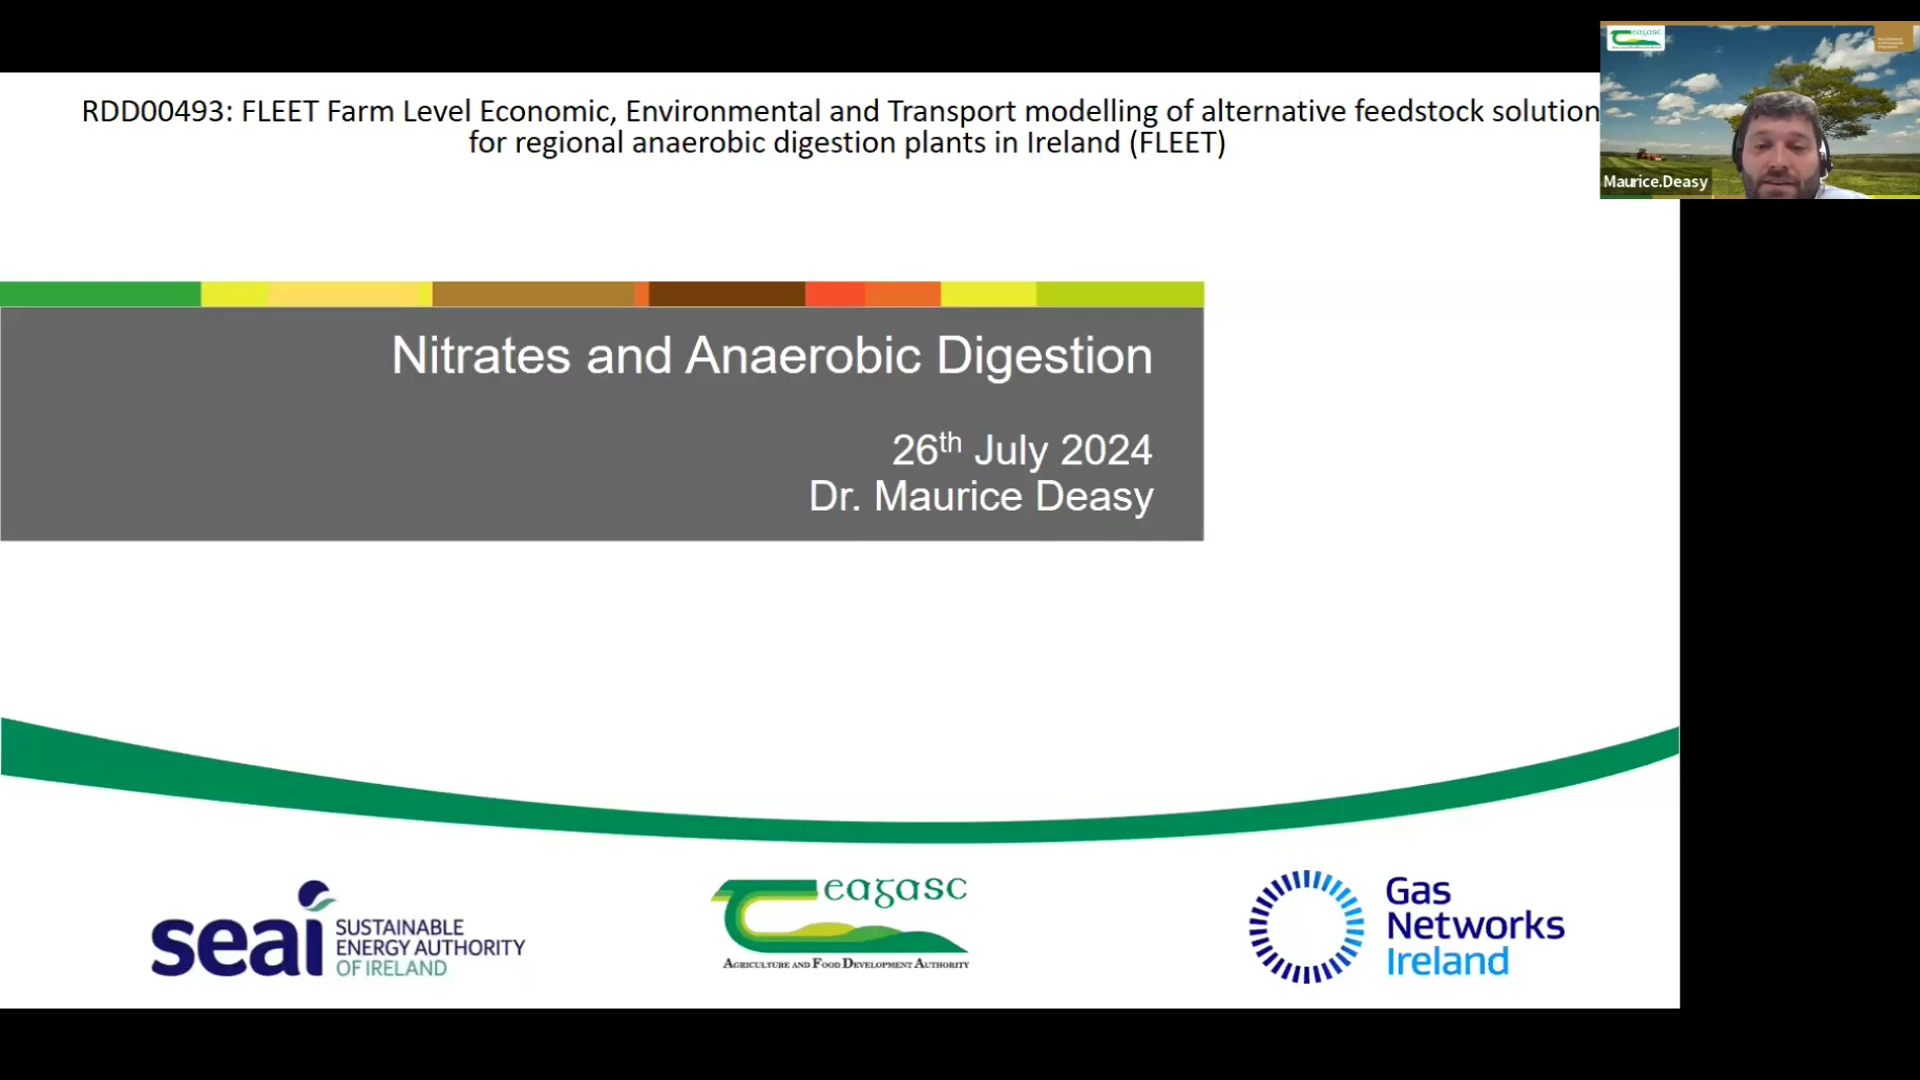 RDD00493: FLEET Farm Level Economic, Environmental and Transport modelling of alternative feedstock solution
for regional anaerobic digestion plants in Ireland (FLEET)
eagasc
Maurice.Deasy
Nitrates and Anaerobic Digestion
26th July 2024
Dr. Maurice Deasy
seai
SUSTAINABLE
ENERGY AUTHORITY
OF IRELAND
Teagasc
AGRICULTURE AND FOOD DEVELOPMENT AUTHORITY
Gas
Networks
Ireland